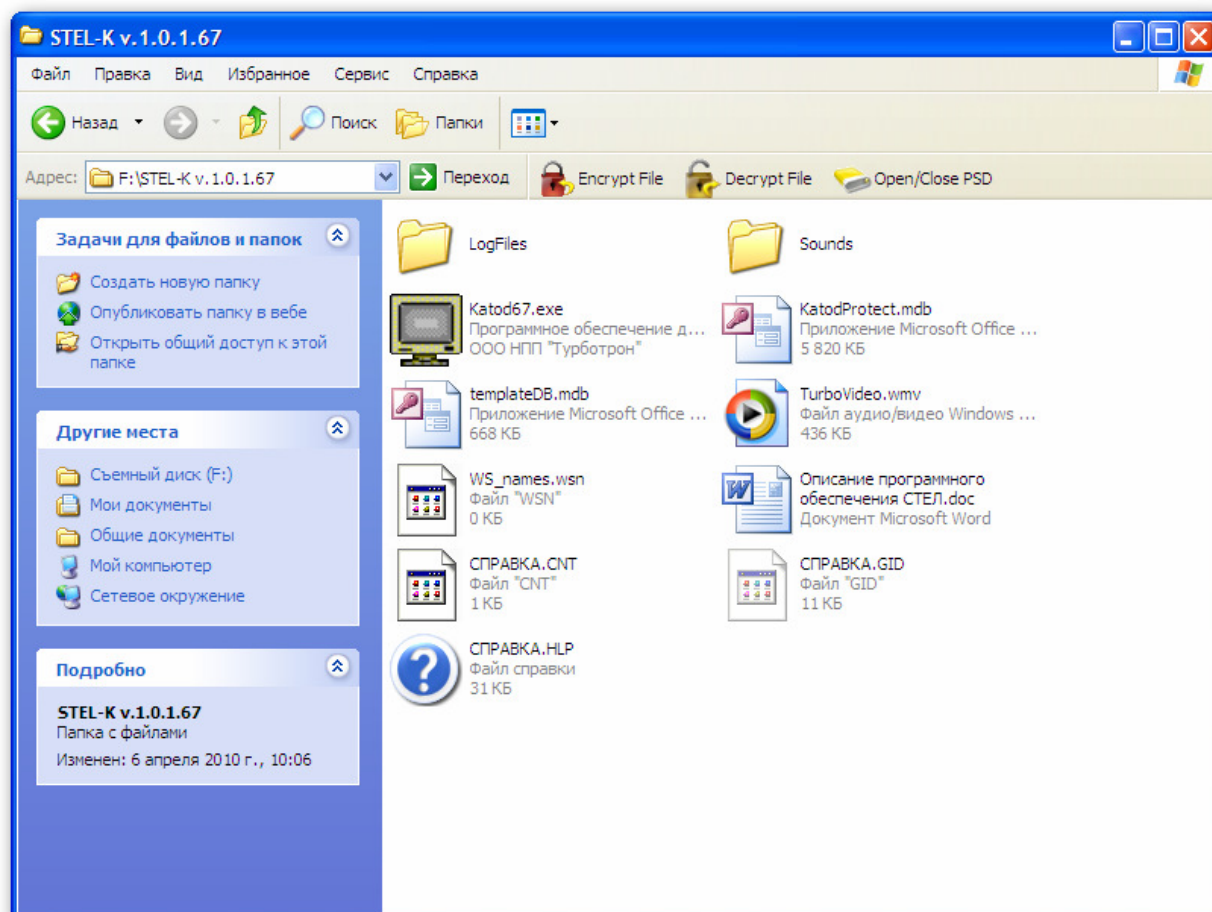 STEL-K v.1.0.1.67
Файл Правка Вид Избранное Сервис Справка
Назад Поиск Папки
Адрес: F:\STEL-K v.1.0.1.67 Переход Encrypt File Decrypt File Open/Close PSD
Задачи для файлов и папок
Создать новую папку
Опубликовать папку в вебе
Открыть общий доступ к этой
папке
Другие места
Съемный диск (F:)
Мои документы
Общие документы
Мой компьютер
Сетевое окружение
Подробно
STEL-K v.1.0.1.67
Папка с файлами
Изменен: 6 апреля 2010 г., 10:06
LogFiles
Sounds
Katod67.exe
Программное обеспечение д...
ООО НПП "Турботрон"
KatodProtect.mdb
Приложение Microsoft Office ...
5 820 КБ
templateDB.mdb
Приложение Microsoft Office ...
668 КБ
TurboVideo.wmv
Файл аудио/видео Windows ...
436 КБ
WS_names.wsn
Файл "WSN"
0 КБ
Описание программного
обеспечения СТЕЛ.doc
Документ Microsoft Word
СПРАВКА.CNT
Файл "CNT"
1 КБ
СПРАВКА.GID
Файл "GID"
11 КБ
СПРАВКА.HLP
Файл справки
31 КБ